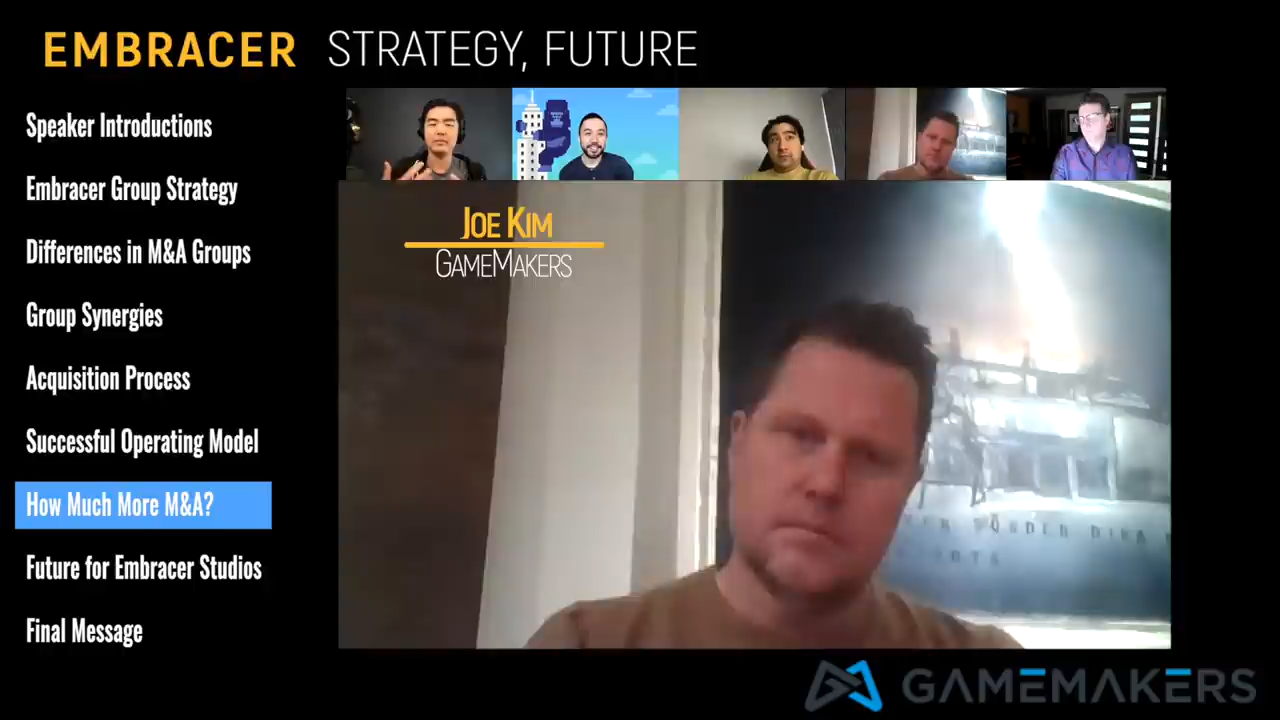 EMBRACER STRATEGY, FUTURE
Speaker Introductions
Embracer Group Strategy
Differences in M&A Groups
Group Synergies
Acquisition Process
Successful Operating Model
How Much More M&A?
Future for Embracer Studios
Final Message
JOE KIM
GAMEMAKERS
GAMEMAKERS